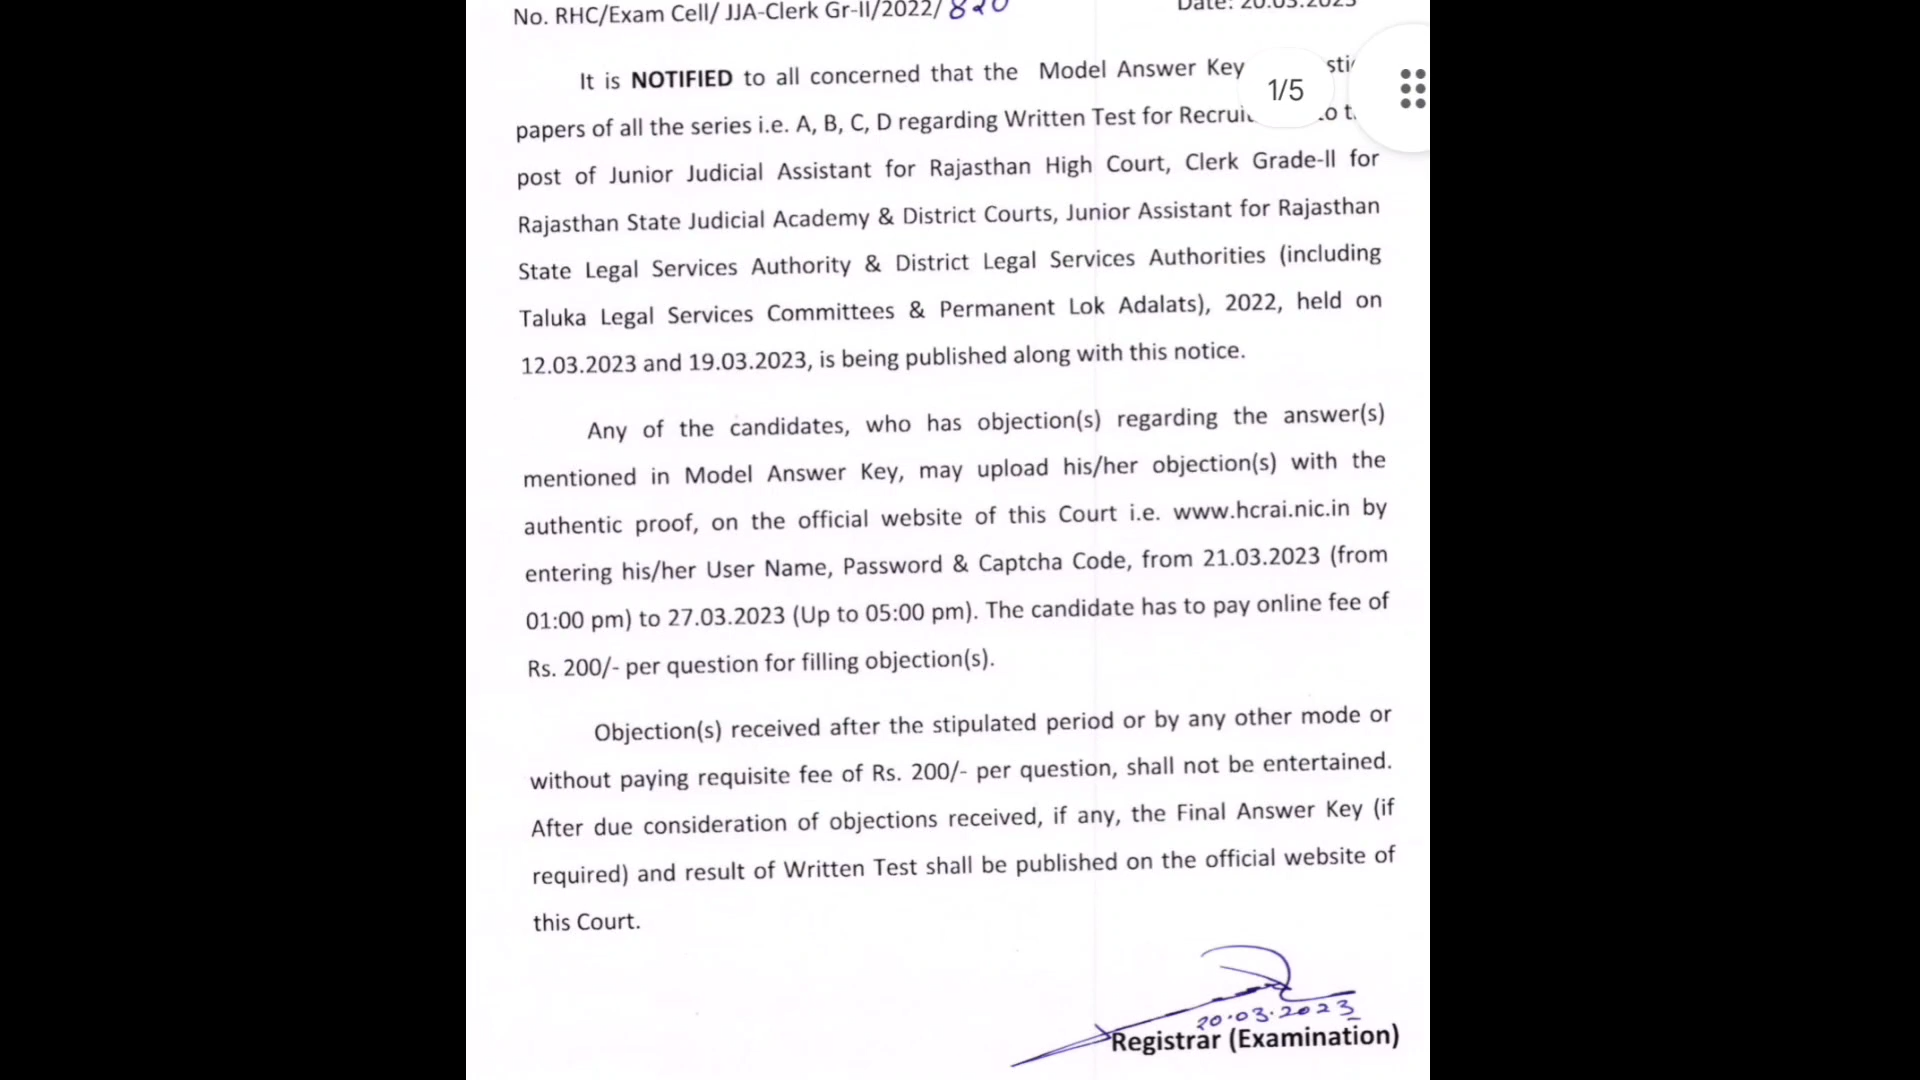 No. RHC/Exam Cell/ JJA-Clerk Gr-II/2022/ 820 Date: 20.03.2023
It is NOTIFIED to all concerned that the Model Answer Key
1/5
papers of all the series i.e. A, B, C, D regarding Written Test for
post of Junior Judicial Assistant for Rajasthan High Court, Clerk Grade-II for
Rajasthan State Judicial Academy & District Courts, Junior Assistant for Rajasthan
State Legal Services Authority & District Legal Services Authorities (including
Taluka Legal Services Committees & Permanent Lok Adalats), 2022, held on
12.03.2023 and 19.03.2023, is being published along with this notice.
Any of the candidates, who has objection(s) regarding the answer(s)
mentioned in Model Answer Key, may upload his/her objection(s) with the
authentic proof, on the official website of this Court i.e. www.hcrai.nic.in by
entering his/her User Name, Password & Captcha Code, from 21.03.2023 (from
01:00 pm) to 27.03.2023 (Up to 05:00 pm). The candidate has to pay online fee of
Rs. 200/- per question for filling objection(s).
Objection(s) received after the stipulated period or by any other mode or
without paying requisite fee of Rs. 200/- per question, shall not be entertained.
After due consideration of objections received, if any, the Final Answer Key (if
required) and result of Written Test shall be published on the official website of
this Court.
20.03.2023
Registrar (Examination)